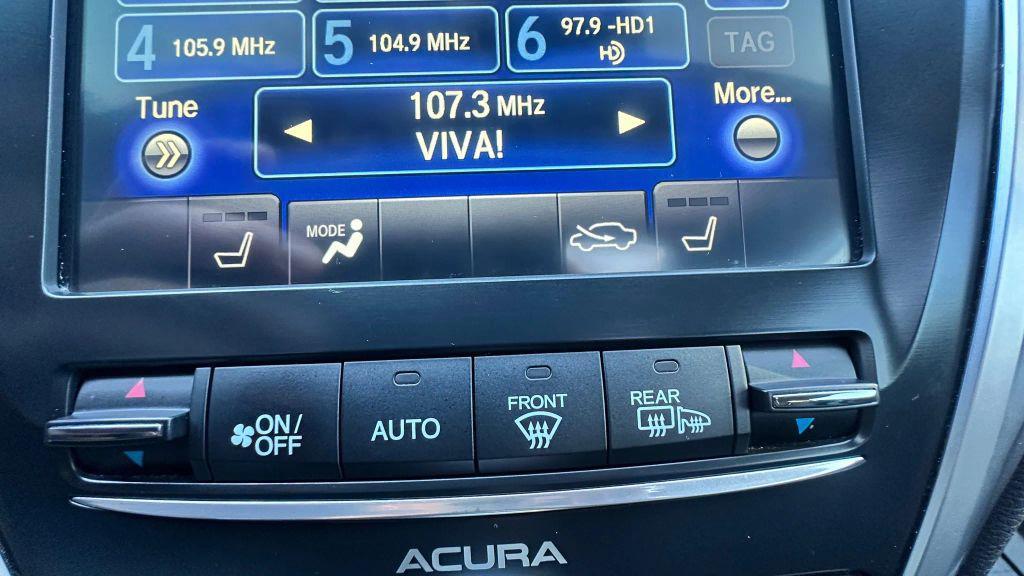 4 105.9 MHz
5 104.9 MHz
6 97.9 -HD1
HD
TAG
Tune
107.3 MHz
VIVA!
More...
MODE
ON/
OFF
AUTO
FRONT
REAR
ACURA